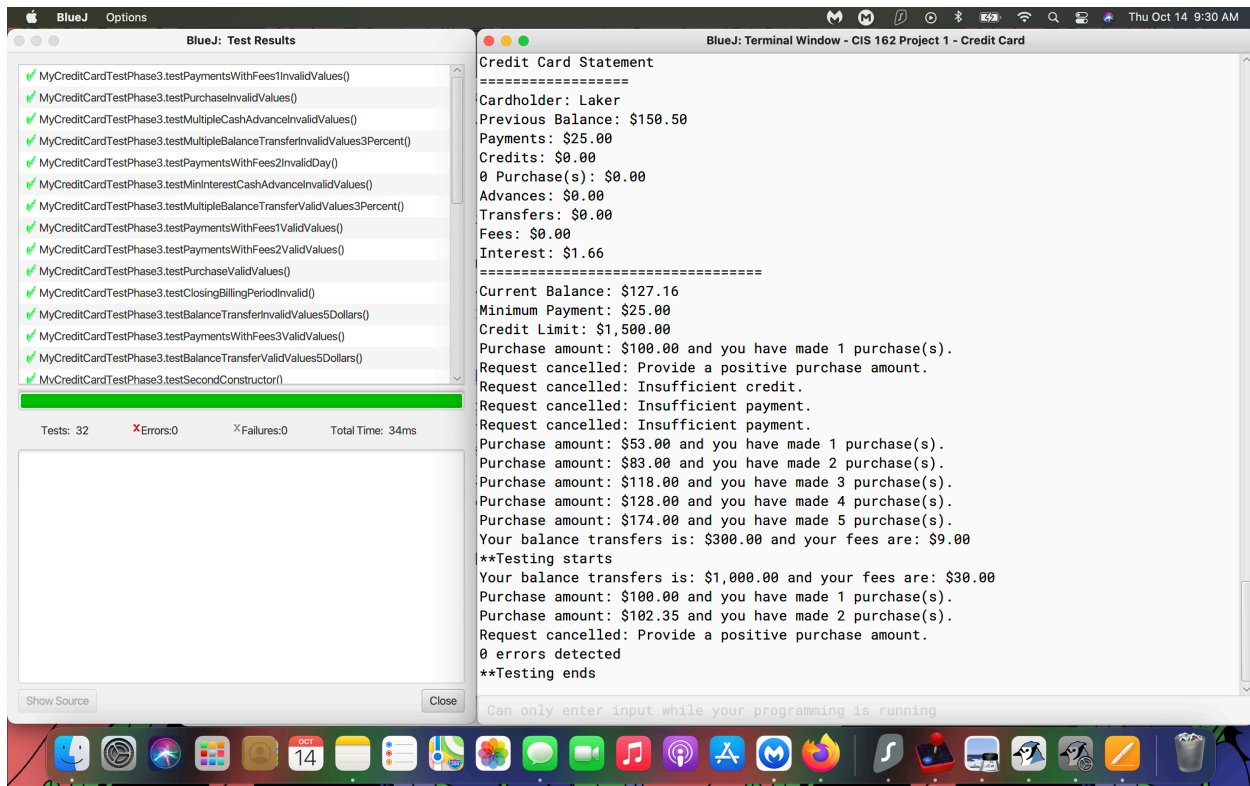 BlueJ Options Thu Oct 14 9:30 AM
BlueJ: Test Results
MyCreditCardTestPhase3.testPaymentsWithFees1InvalidValues()
MyCreditCardTestPhase3.testPurchaseInvalidValues()
MyCreditCardTestPhase3.testMultipleCashAdvanceInvalidValues()
MyCreditCardTestPhase3.testMultipleBalanceTransferInvalidValues3Percent()
MyCreditCardTestPhase3.testPaymentsWithFees2InvalidDay()
MyCreditCardTestPhase3.testMinInterestCashAdvanceInvalidValues()
MyCreditCardTestPhase3.testMultipleBalanceTransferValidValues3Percent()
MyCreditCardTestPhase3.testPaymentsWithFees1ValidValues()
MyCreditCardTestPhase3.testPaymentsWithFees2ValidValues()
MyCreditCardTestPhase3.testPurchaseValidValues()
MyCreditCardTestPhase3.testClosingBillingPeriodInvalid()
MyCreditCardTestPhase3.testBalanceTransferInvalidValues5Dollars()
MyCreditCardTestPhase3.testPaymentsWithFees3ValidValues()
MyCreditCardTestPhase3.testBalanceTransferValidValues5Dollars()
MyCreditCardTestPhase3.testSecondConstructor()
Tests: 32 XErrors:0 XFailures:0 Total Time: 34ms
Show Source Close
BlueJ: Terminal Window - CIS 162 Project 1 - Credit Card
Credit Card Statement
==================
Cardholder: Laker
Previous Balance: $150.50
Payments: $25.00
Credits: $0.00
0 Purchase(s): $0.00
Advances: $0.00
Transfers: $0.00
Fees: $0.00
Interest: $1.66
==================================
Current Balance: $127.16
Minimum Payment: $25.00
Credit Limit: $1,500.00
Purchase amount: $100.00 and you have made 1 purchase(s).
Request cancelled: Provide a positive purchase amount.
Request cancelled: Insufficient credit.
Request cancelled: Insufficient payment.
Request cancelled: Insufficient payment.
Purchase amount: $53.00 and you have made 1 purchase(s).
Purchase amount: $83.00 and you have made 2 purchase(s).
Purchase amount: $118.00 and you have made 3 purchase(s).
Purchase amount: $128.00 and you have made 4 purchase(s).
Purchase amount: $174.00 and you have made 5 purchase(s).
Your balance transfers is: $300.00 and your fees are: $9.00
**Testing starts
Your balance transfers is: $1,000.00 and your fees are: $30.00
Purchase amount: $100.00 and you have made 1 purchase(s).
Purchase amount: $102.35 and you have made 2 purchase(s).
Request cancelled: Provide a positive purchase amount.
0 errors detected
**Testing ends
Can only enter input while your programming is running
OCT
14